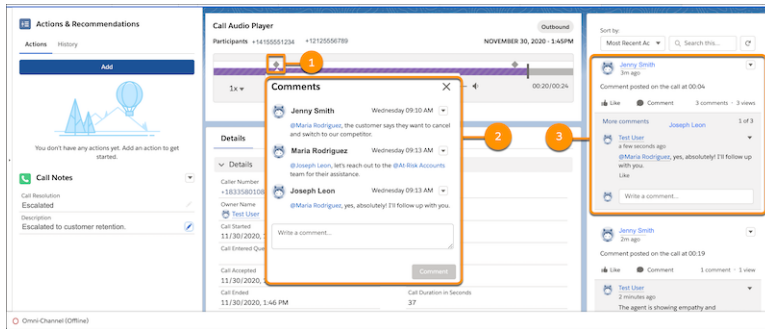 Actions & Recommendations
Actions
History
Add
You don't have any actions yet. Add an action to get
started.
Call Notes
Call Resolution
Escalated
Description
Escalated to customer retention.
Omni-Channel (Offline)
Call Audio Player
Outbound
Participants +14155551234 +12125556789
NOVEMBER 30, 2020 - 1:45PM
1
1x
00:20/00:24
Comments
2
Jenny Smith
Wednesday 09:10 AM
@Maria Rodriguez, the customer says they want to cancel
and switch to our competitor.
Maria Rodriguez
Wednesday 09:13 AM
@Joseph Leon, let's reach out to the @At-Risk Accounts
team for their assistance.
Joseph Leon
Wednesday 09:13 AM
@Maria Rodriguez, yes, absolutely! I'll follow up with you.
Write a comment...
Comment
Details
Details
Caller Number
+1833580108
Owner Name
Test User
Call Started
11/30/2020,
Call Entered Que
Call Accepted
11/30/2020,
Call Ended
11/30/2020, 1:46 PM
Call Duration in Seconds
37
Sort by:
Most Recent Ac
Search this...
3
Jenny Smith
3m ago
Comment posted on the call at 00:04
Like
Comment
3 comments · 3 views
More comments
Joseph Leon
1 of 3
Test User
a few seconds ago
@Maria Rodriguez, yes, absolutely! I'll follow up
with you.
Like
Write a comment...
Jenny Smith
2m ago
Comment posted on the call at 00:19
Like
Comment
1 comment · 1 view
Test User
2 minutes ago
The agent is showing empathy and